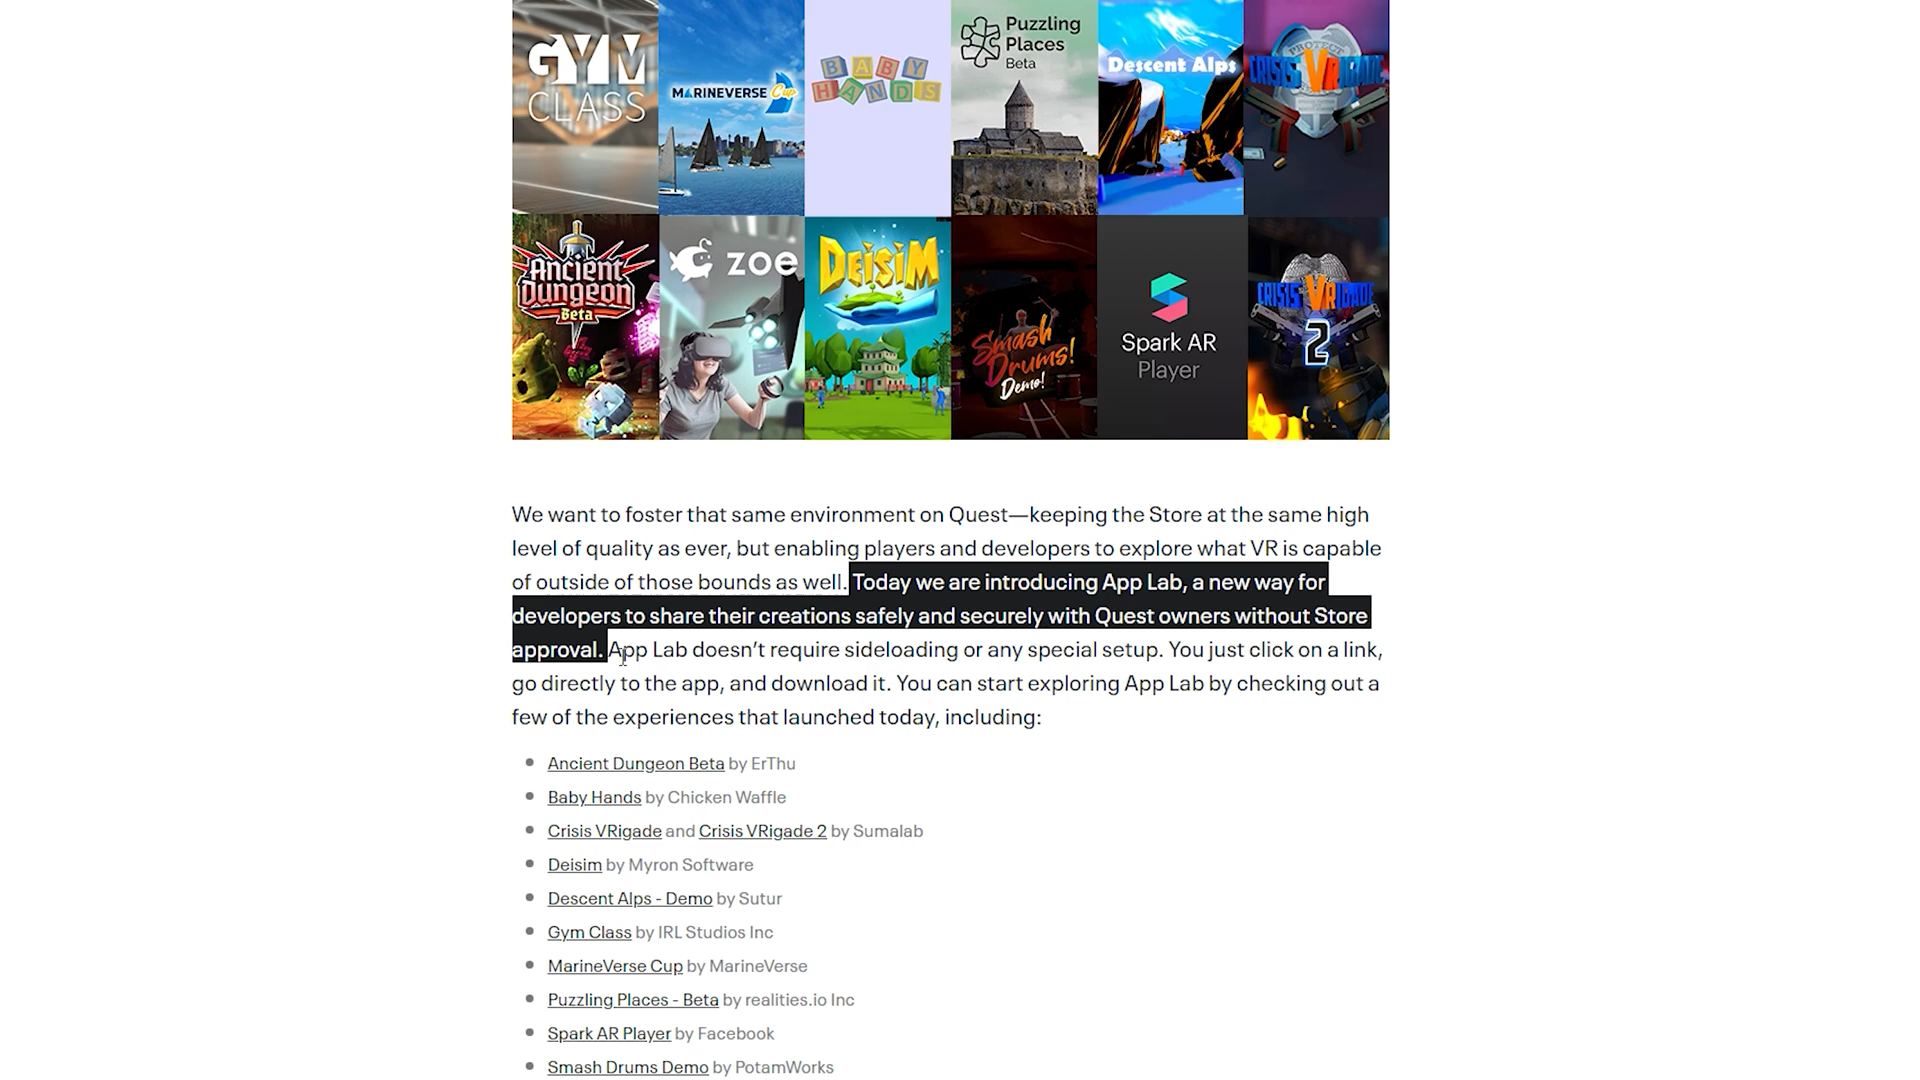 GYM
CLASS
MARINEVERSE Cup
BABY
HANDS
Puzzling
Places
Beta
Descent Alps
PROTECT
CRISIS VRIGADE
Ancient
Dungeon
Beta
zoe
DEISIM
Smash
Drums!
Demo!
Spark AR
Player
CRISIS VRIGADE
2
We want to foster that same environment on Quest—keeping the Store at the same high
level of quality as ever, but enabling players and developers to explore what VR is capable
of outside of those bounds as well. Today we are introducing App Lab, a new way for
developers to share their creations safely and securely with Quest owners without Store
approval. App Lab doesn’t require sideloading or any special setup. You just click on a link,
go directly to the app, and download it. You can start exploring App Lab by checking out a
few of the experiences that launched today, including:
Ancient Dungeon Beta by ErThu
Baby Hands by Chicken Waffle
Crisis VRigade and Crisis VRigade 2 by Sumalab
Deisim by Myron Software
Descent Alps - Demo by Sutur
Gym Class by IRL Studios Inc
MarineVerse Cup by MarineVerse
Puzzling Places - Beta by realities.io Inc
Spark AR Player by Facebook
Smash Drums Demo by PotamWorks